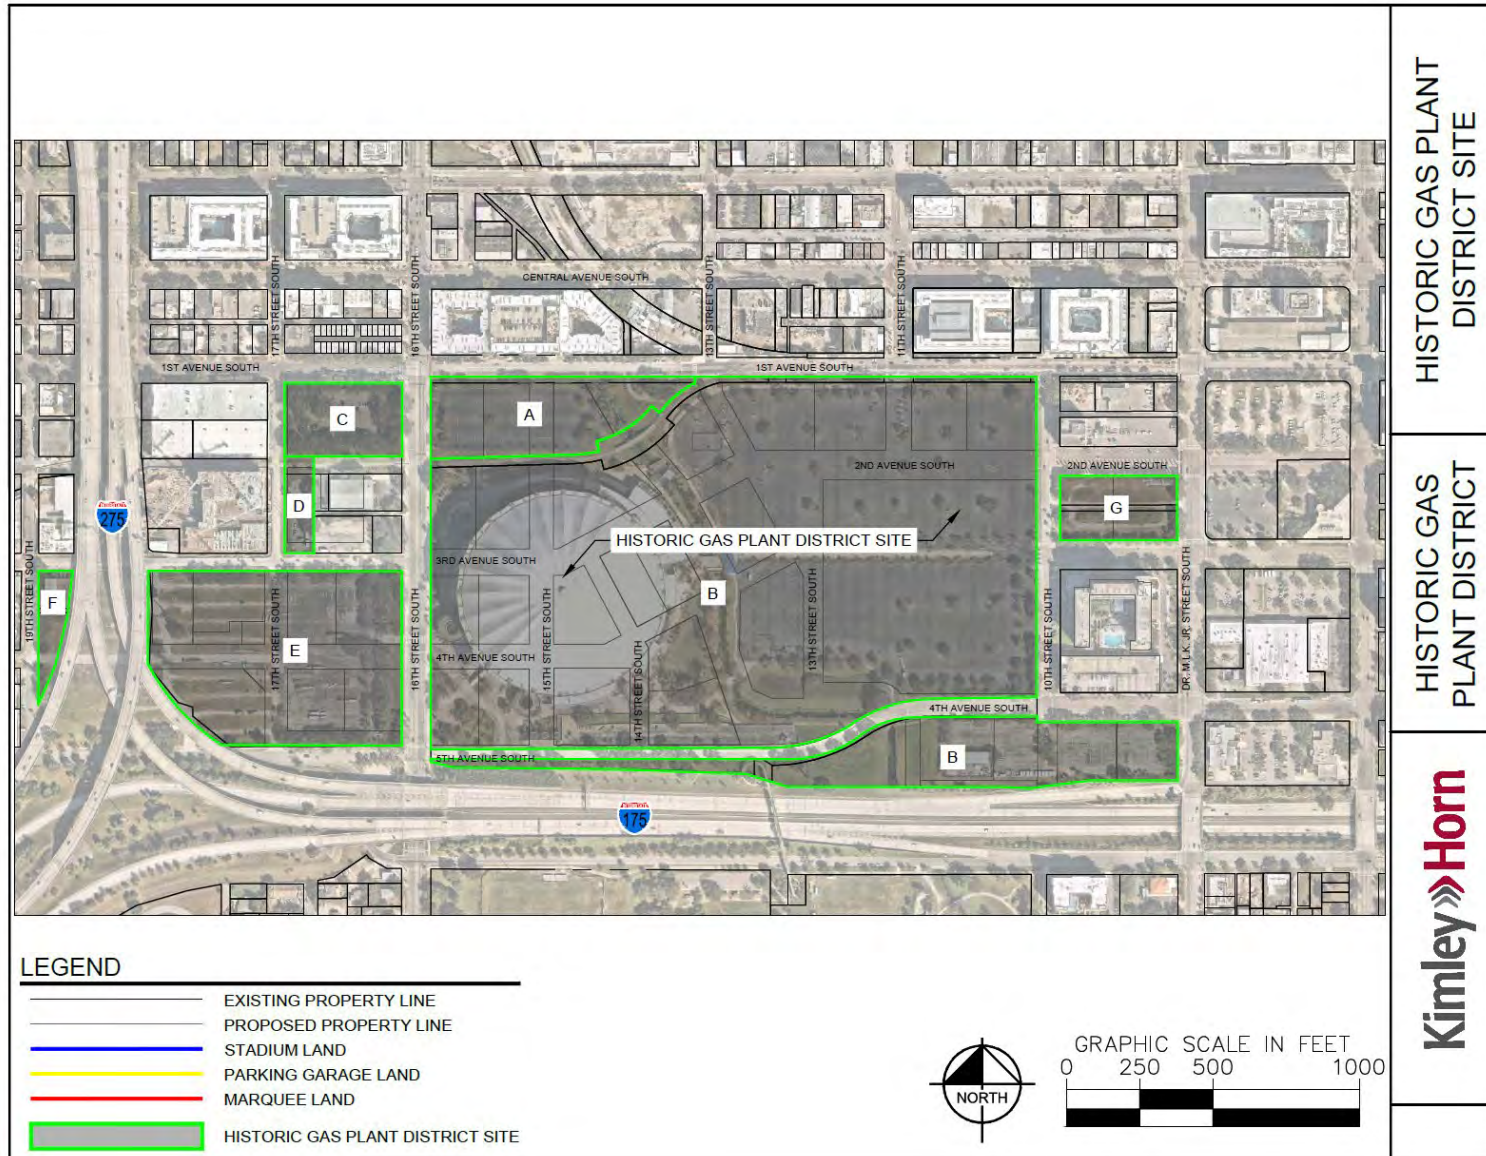 CENTRAL AVENUE SOUTH
17TH STREET SOUTH
16TH STREET SOUTH
13TH STREET SOUTH
11TH STREET SOUTH
1ST AVENUE SOUTH
1ST AVENUE SOUTH
C
A
2ND AVENUE SOUTH
2ND AVENUE SOUTH
D
G
275
HISTORIC GAS PLANT DISTRICT SITE
3RD AVENUE SOUTH
19TH STREET SOUTH
F
B
E
17TH STREET SOUTH
16TH STREET SOUTH
15TH STREET SOUTH
14TH STREET SOUTH
13TH STREET SOUTH
10TH STREET SOUTH
DR. M.L.K. JR. STREET SOUTH
4TH AVENUE SOUTH
4TH AVENUE SOUTH
5TH AVENUE SOUTH
B
175
LEGEND
EXISTING PROPERTY LINE
PROPOSED PROPERTY LINE
STADIUM LAND
PARKING GARAGE LAND
MARQUEE LAND
HISTORIC GAS PLANT DISTRICT SITE
NORTH
GRAPHIC SCALE IN FEET
0 250 500 1000
HISTORIC GAS PLANT
DISTRICT SITE
HISTORIC GAS
PLANT DISTRICT
Kimley»Horn